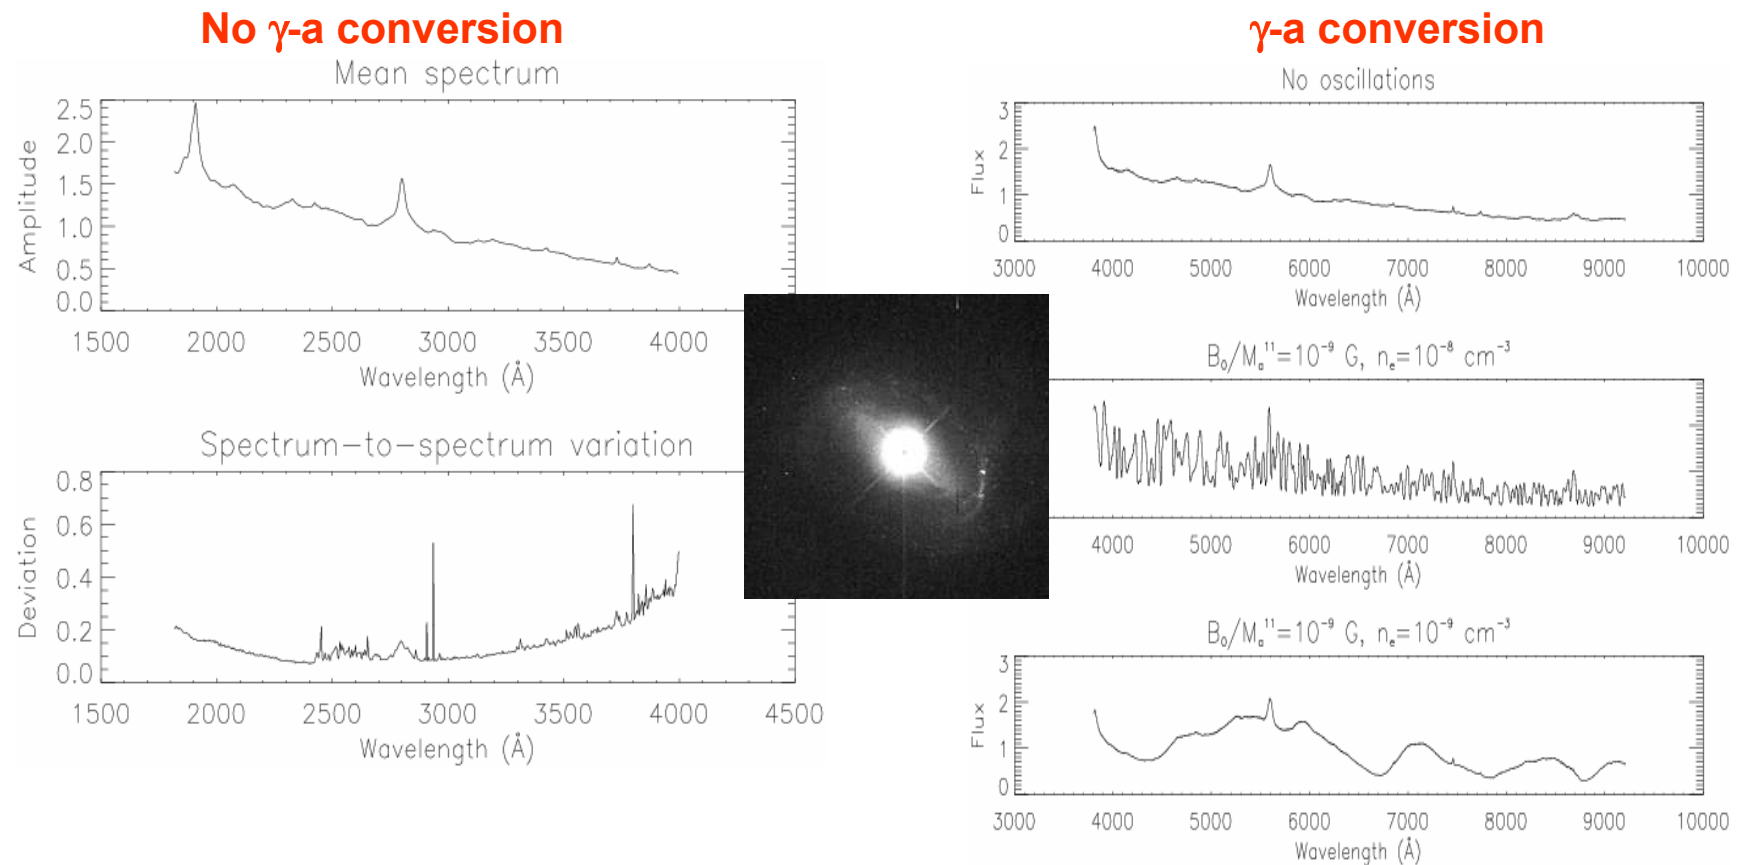 No γ-a conversion
Mean spectrum
Amplitude
2.5
2.0
1.5
1.0
0.5
0.0
1500 2000 2500 3000 3500 4000
Wavelength (Å)
Spectrum-to-spectrum variation
Deviation
0.8
0.6
0.4
0.2
0.0
1500 2000 2500 3000 3500 4000 4500
Wavelength (Å)
γ-a conversion
No oscillations
Flux
3
2
1
0
3000 4000 5000 6000 7000 8000 9000 10000
Wavelength (Å)
B₀/Mₐ¹¹=10⁻⁹ G, nₑ=10⁻⁸ cm⁻³
4000 5000 6000 7000 8000 9000 10000
Wavelength (Å)
B₀/Mₐ¹¹=10⁻⁹ G, nₑ=10⁻⁹ cm⁻³
Flux
3
2
1
0
3000 4000 5000 6000 7000 8000 9000 10000
Wavelength (Å)